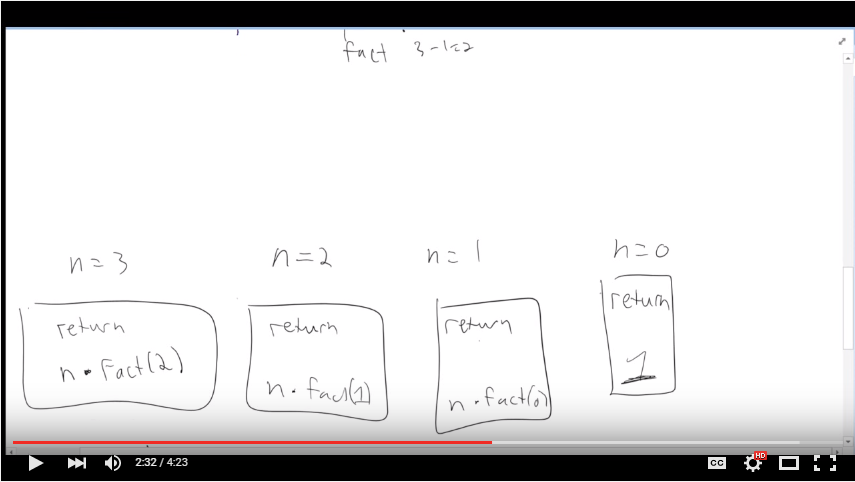 fact 3-1=2
n=3
n=2
n=1
n=0
return
n·Fact(2)
return
n·fact(1)
return
n·fact(0)
return
1
2:32 / 4:23
CC
HD